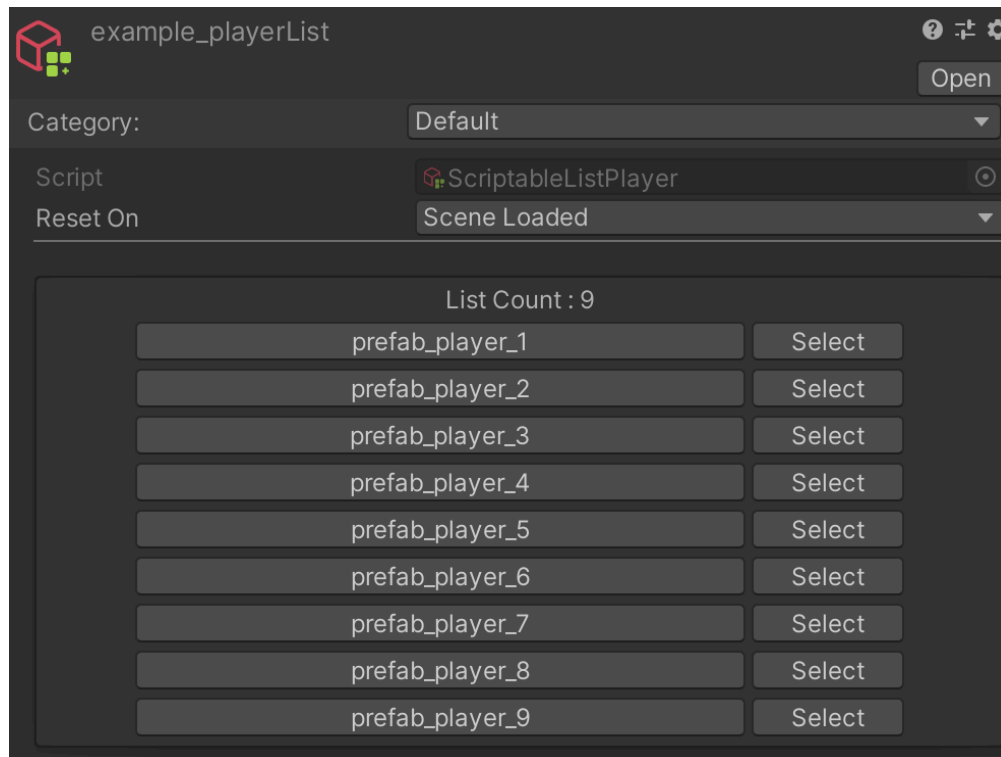 example_playerList
Open
Category: Default
Script ScriptableListPlayer
Reset On Scene Loaded
List Count : 9
prefab_player_1 Select
prefab_player_2 Select
prefab_player_3 Select
prefab_player_4 Select
prefab_player_5 Select
prefab_player_6 Select
prefab_player_7 Select
prefab_player_8 Select
prefab_player_9 Select